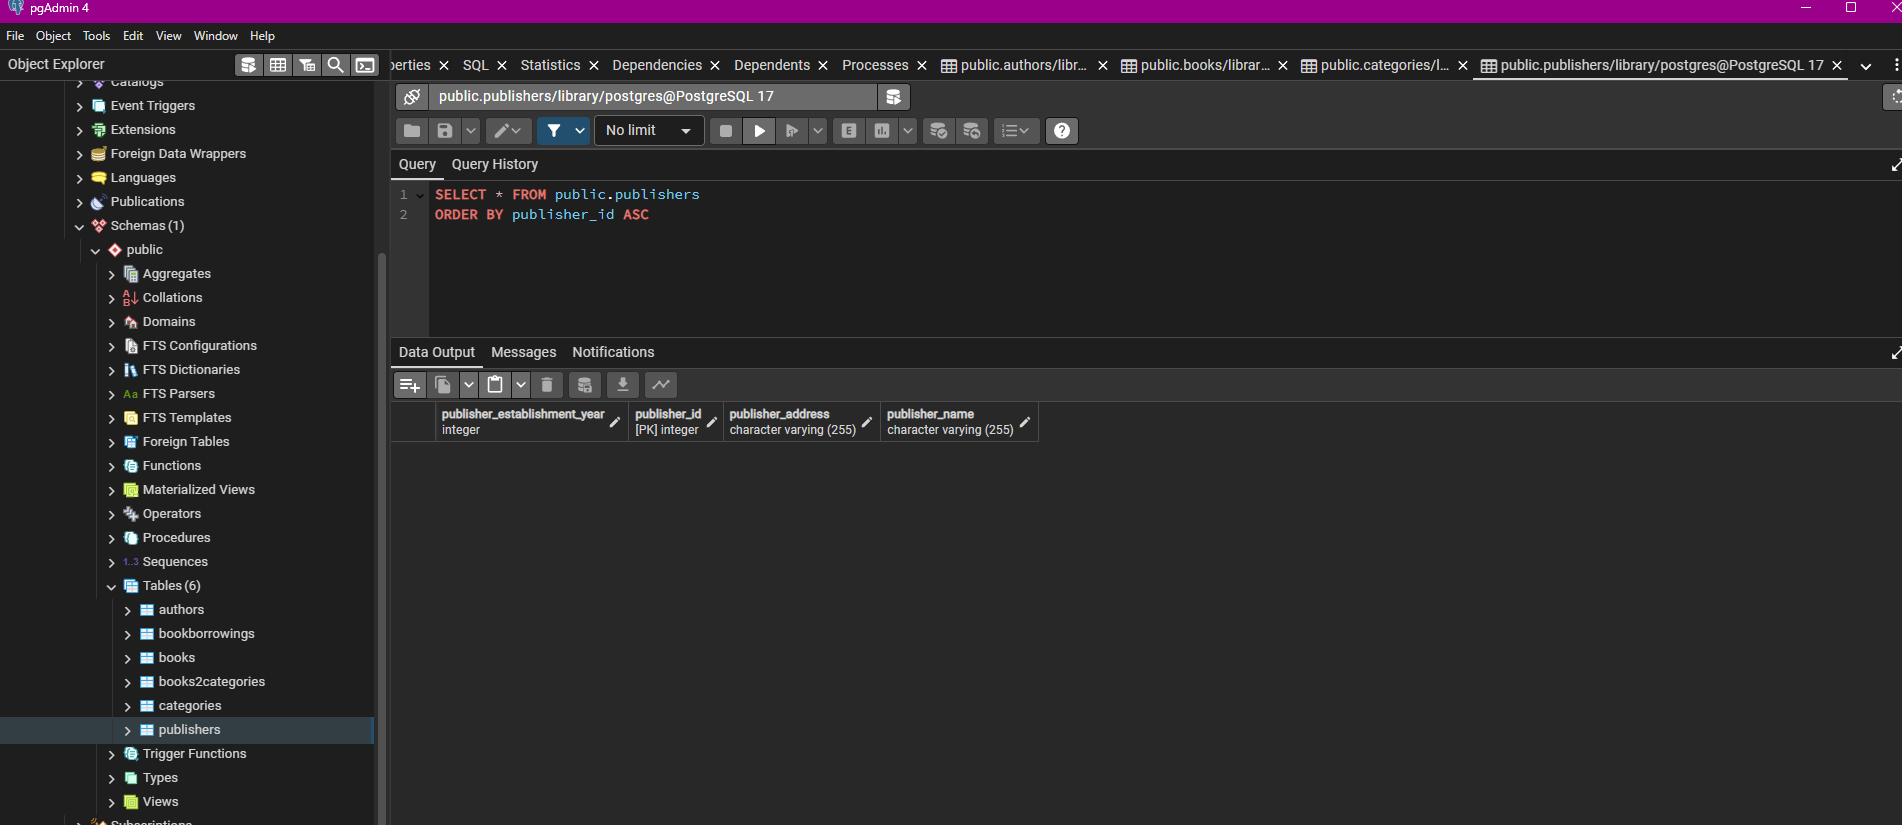 pgAdmin 4
File Object Tools Edit View Window Help
Object Explorer
Catalogs
Event Triggers
Extensions
Foreign Data Wrappers
Languages
Publications
Schemas (1)
public
Aggregates
Collations
Domains
FTS Configurations
FTS Dictionaries
Aa FTS Parsers
FTS Templates
Foreign Tables
Functions
Materialized Views
Operators
Procedures
1..3 Sequences
Tables (6)
authors
bookborrowings
books
books2categories
categories
publishers
Trigger Functions
Types
Views
Subscriptions
perties SQL Statistics Dependencies Dependents Processes public.authors/libr... public.books/librar... public.categories/l... public.publishers/library/postgres@PostgreSQL 17
public.publishers/library/postgres@PostgreSQL 17
No limit E ?
Query Query History
1 SELECT * FROM public.publishers
2 ORDER BY publisher_id ASC
Data Output Messages Notifications
publisher_establishment_year publisher_id publisher_address publisher_name
integer [PK] integer character varying (255) character varying (255)